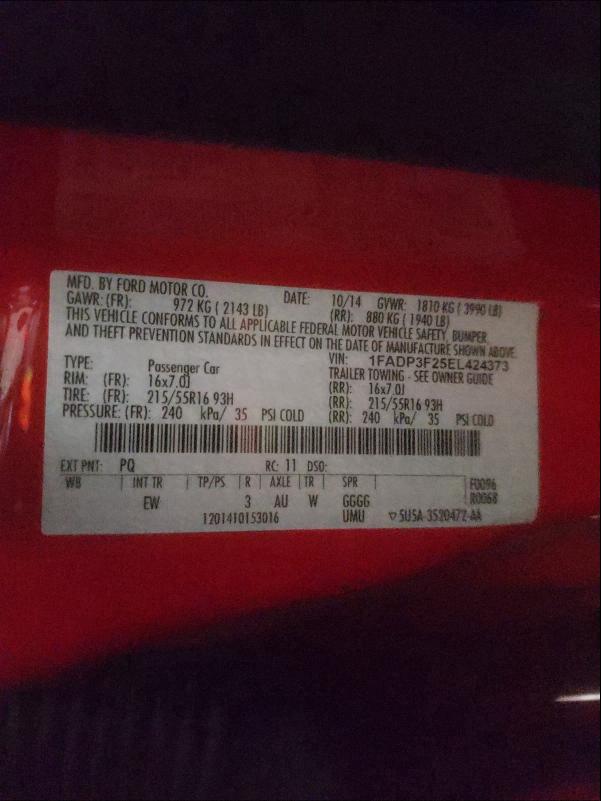 MFD. BY FORD MOTOR CO. DATE: 10/14 GVWR: 1810 KG ( 3990 LB)
GAWR: (FR): 972 KG ( 2143 LB) (RR): 880 KG ( 1940 LB)
THIS VEHICLE CONFORMS TO ALL APPLICABLE FEDERAL MOTOR VEHICLE SAFETY, BUMPER,
AND THEFT PREVENTION STANDARDS IN EFFECT ON THE DATE OF MANUFACTURE SHOWN ABOVE.
VIN: 1FADP3F25EL424373
TYPE: Passenger Car TRAILER TOWING - SEE OWNER GUIDE
RIM: (FR): 16x7.0J (RR): 16x7.0J
TIRE: (FR): 215/55R16 93H (RR): 215/55R16 93H
PRESSURE: (FR): 240 kPa/ 35 PSI COLD (RR): 240 kPa/ 35 PSI COLD
EXT PNT: PQ RC: 11 DSO:
WB INT TR TP/PS R AXLE TR SPR F0096
EW 3 AU W GGGG R0068
1201410153016 UMU ▽ 5U5A-3520472-AA